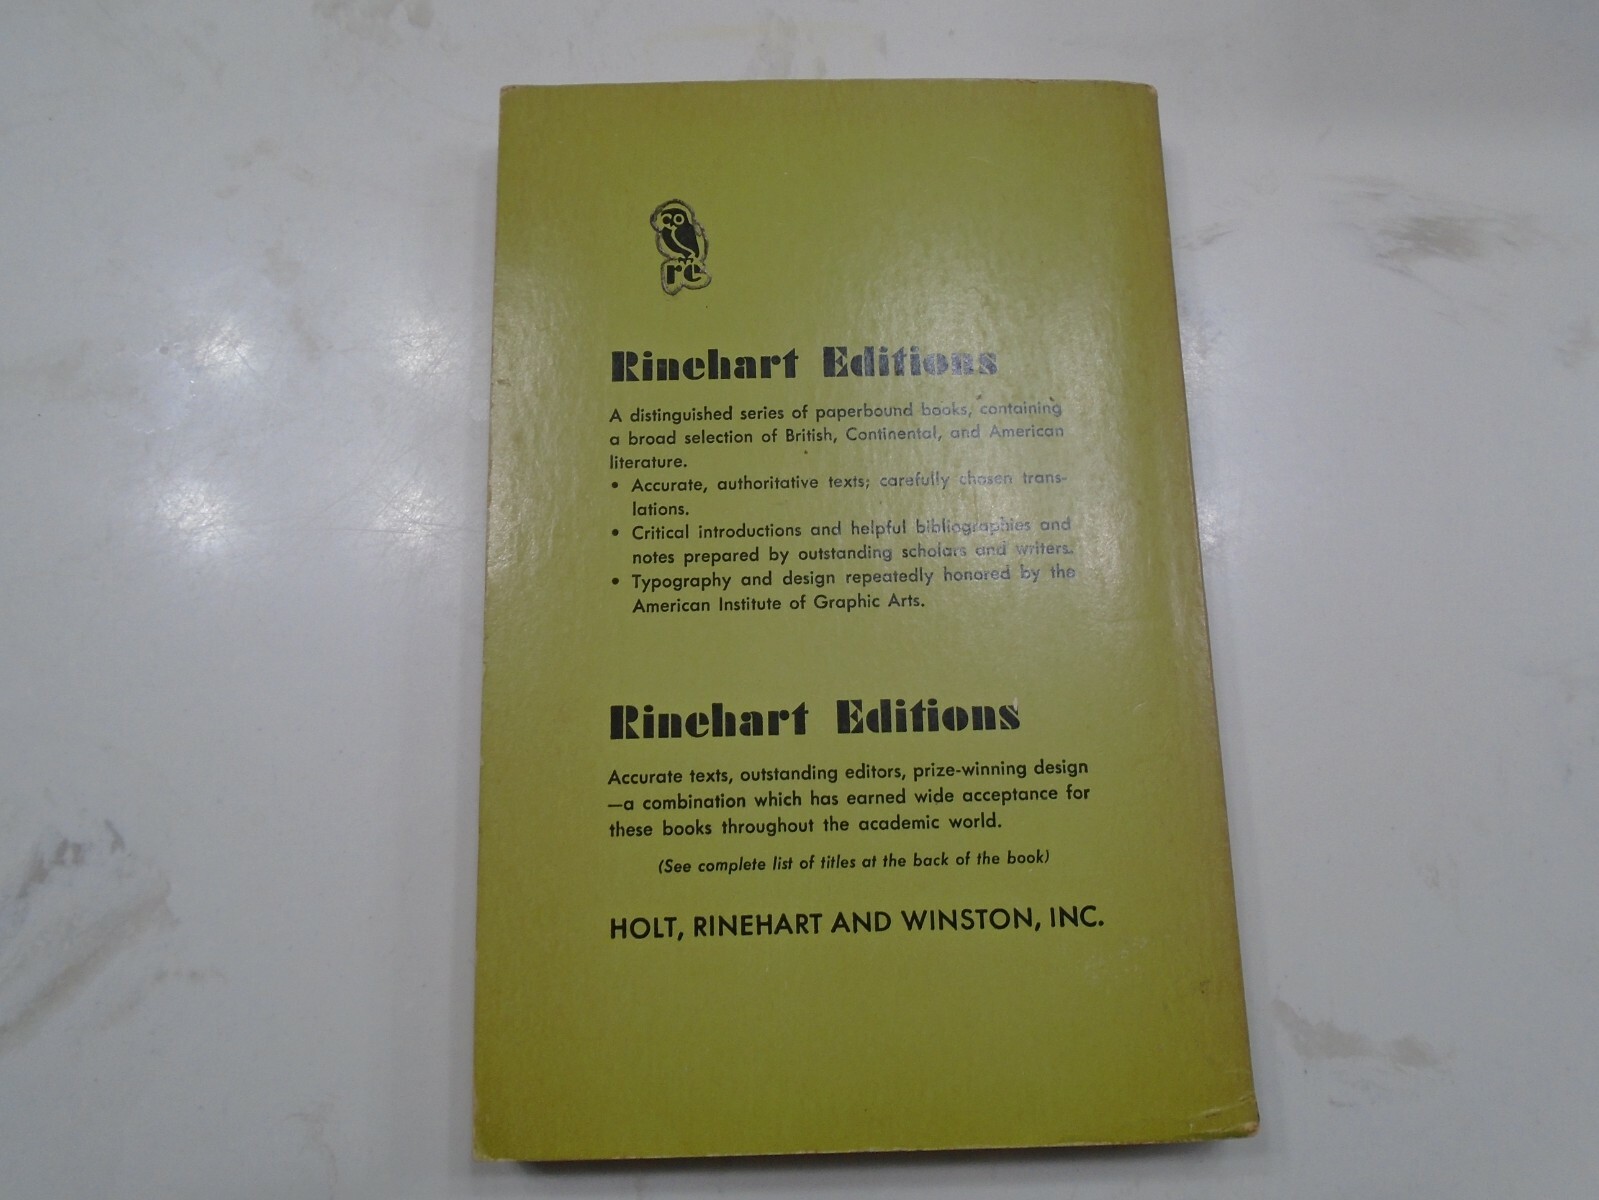 re
Rinehart Editions
A distinguished series of paperbound books, containing
a broad selection of British, Continental, and American
literature.
• Accurate, authoritative texts; carefully chosen trans-
lations.
• Critical introductions and helpful bibliographies and
notes prepared by outstanding scholars and writers.
• Typography and design repeatedly honored by the
American Institute of Graphic Arts.
Rinehart Editions
Accurate texts, outstanding editors, prize-winning design
—a combination which has earned wide acceptance for
these books throughout the academic world.
(See complete list of titles at the back of the book)
HOLT, RINEHART AND WINSTON, INC.